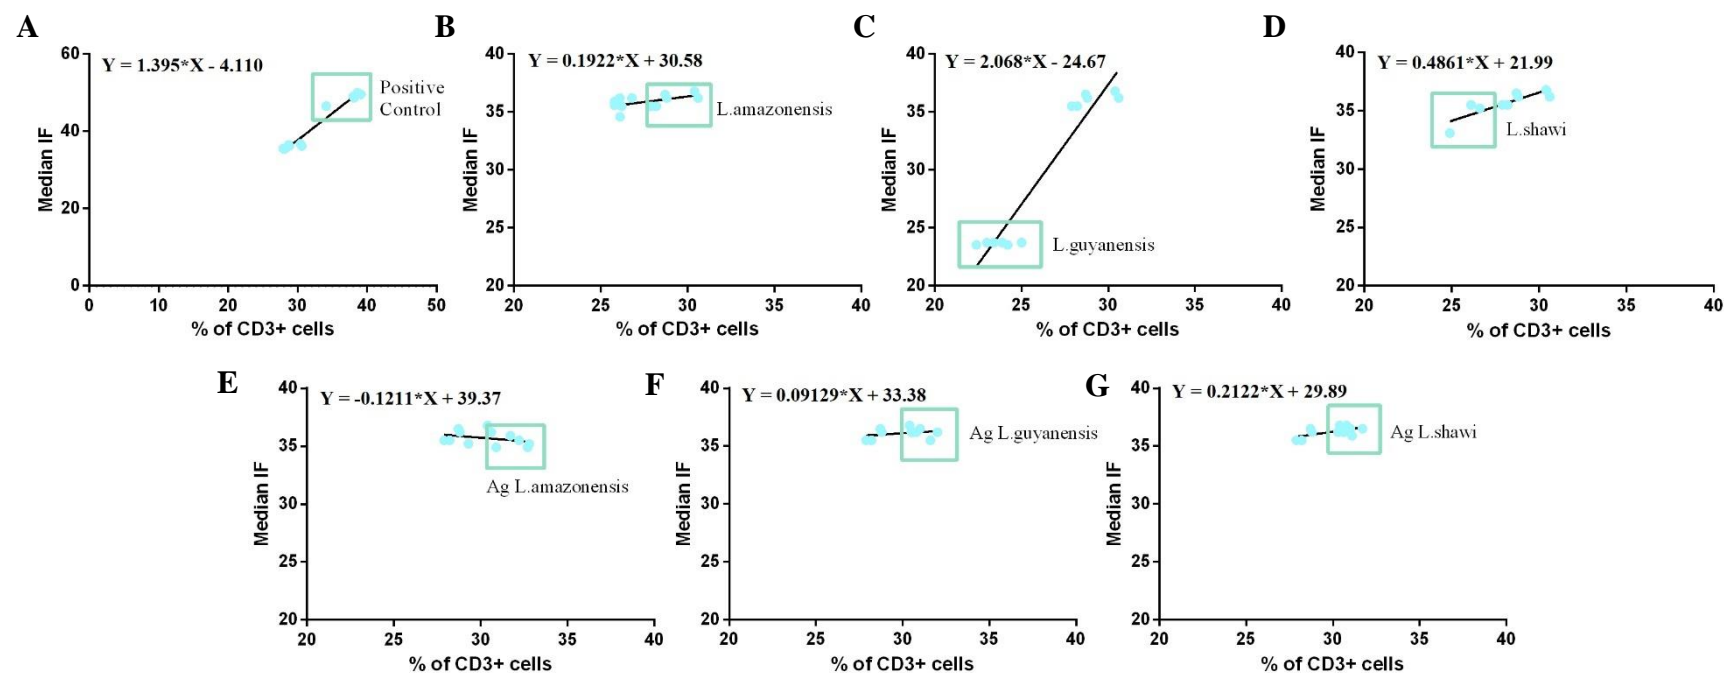 A
B
C
D
60
40
20
0
Median IF
Y = 1.395*X - 4.110
Positive
Control
0 10 20 30 40 50
% of CD3+ cells
40
35
30
25
20
Median IF
Y = 0.1922*X + 30.58
L.amazonensis
20 25 30 35 40
% of CD3+ cells
40
35
30
25
20
Median IF
Y = 2.068*X - 24.67
L.guyanensis
20 25 30 35 40
% of CD3+ cells
40
35
30
25
20
Median IF
Y = 0.4861*X + 21.99
L.shawi
20 25 30 35 40
% of CD3+ cells
E
F
G
40
35
30
25
20
Median IF
Y = -0.1211*X + 39.37
Ag L.amazonensis
20 25 30 35 40
% of CD3+ cells
40
35
30
25
20
Median IF
Y = 0.09129*X + 33.38
Ag L.guyanensis
20 25 30 35 40
% of CD3+ cells
40
35
30
25
20
Median IF
Y = 0.2122*X + 29.89
Ag L.shawi
20 25 30 35 40
% of CD3+ cells